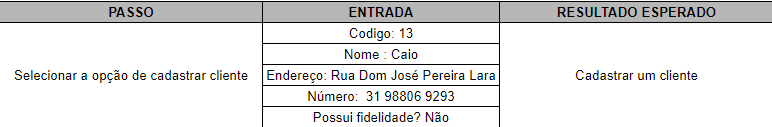 PASSO ENTRADA RESULTADO ESPERADO
Codigo: 13
Nome : Caio
Selecionar a opção de cadastrar cliente Endereço: Rua Dom José Pereira Lara Cadastrar um cliente
Número: 31 98806 9293
Possui fidelidade? Não